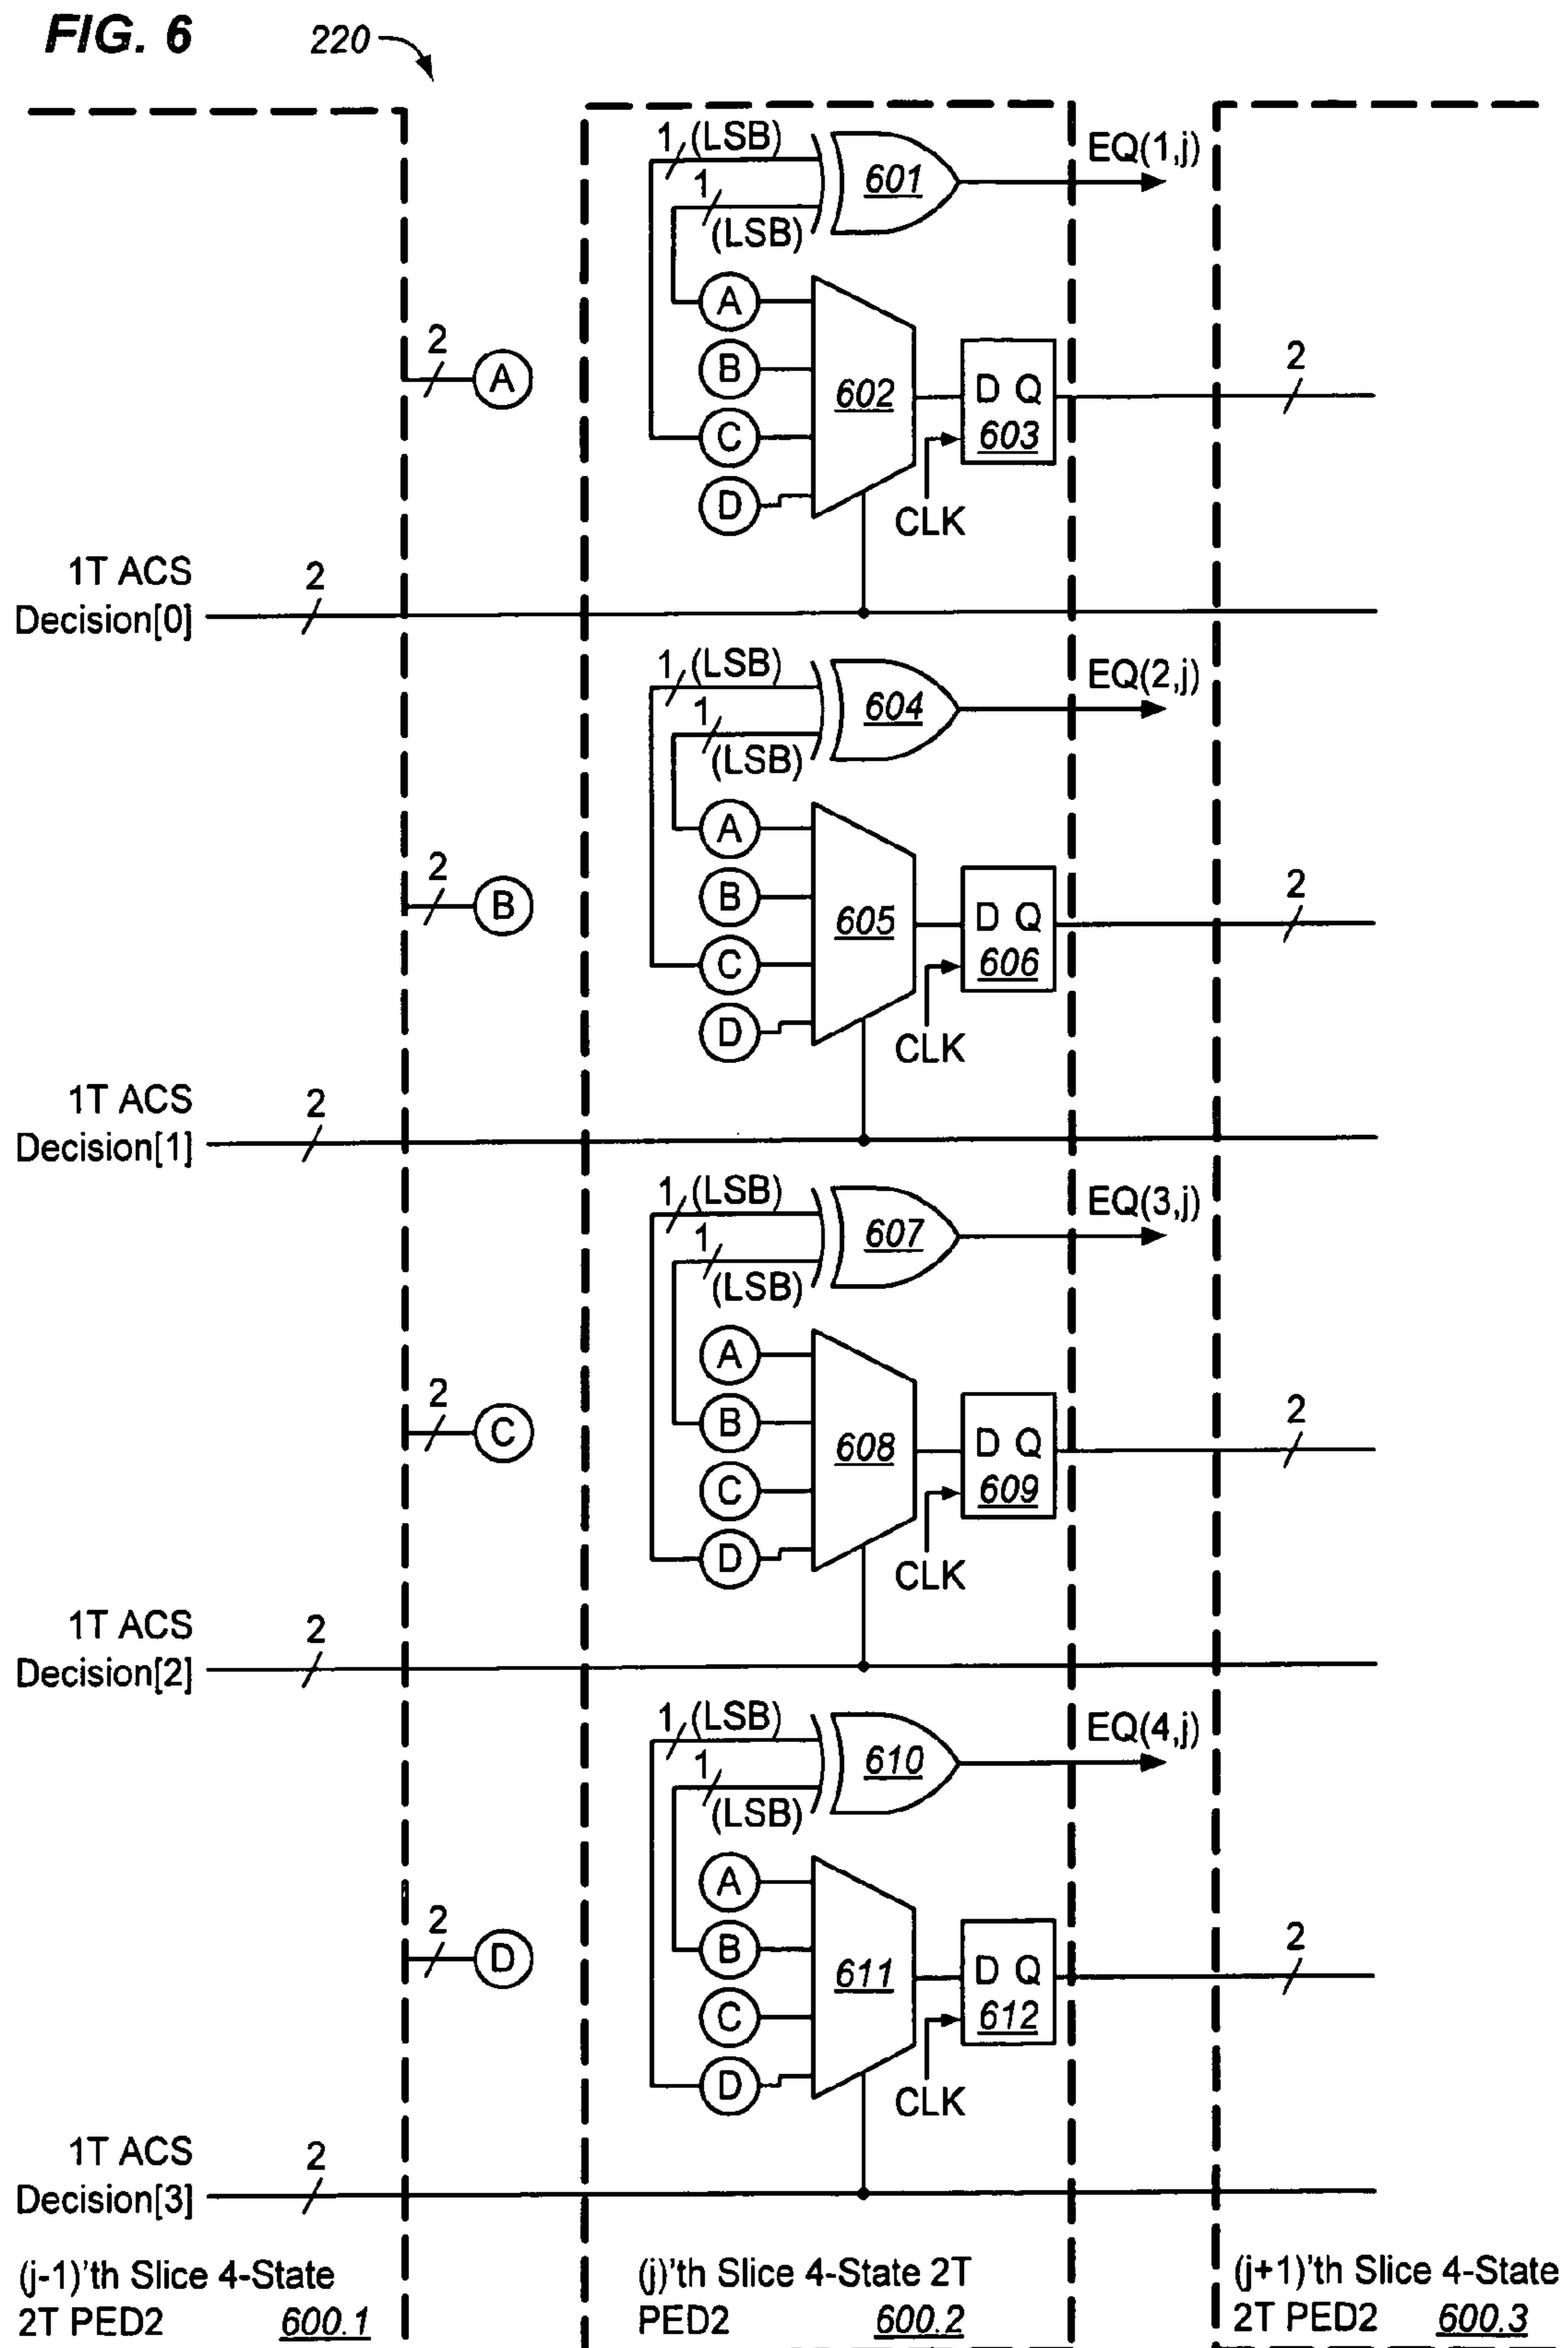 FIG. 6
220
1 (LSB)
601
EQ(1,j)
1
(LSB)
A
2
A
B
602
D Q
603
2
C
D
CLK
1T ACS
Decision[0]
2
1 (LSB)
604
EQ(2,j)
1
(LSB)
A
2
B
B
605
D Q
606
2
C
D
CLK
1T ACS
Decision[1]
2
1 (LSB)
607
EQ(3,j)
1
(LSB)
A
2
C
B
608
D Q
609
2
C
D
CLK
1T ACS
Decision[2]
2
1 (LSB)
610
EQ(4,j)
1
(LSB)
A
2
D
B
611
D Q
612
2
C
D
CLK
1T ACS
Decision[3]
2
(j-1)'th Slice 4-State
2T PED2 600.1
(j)'th Slice 4-State 2T
PED2 600.2
(j+1)'th Slice 4-State
2T PED2 600.3